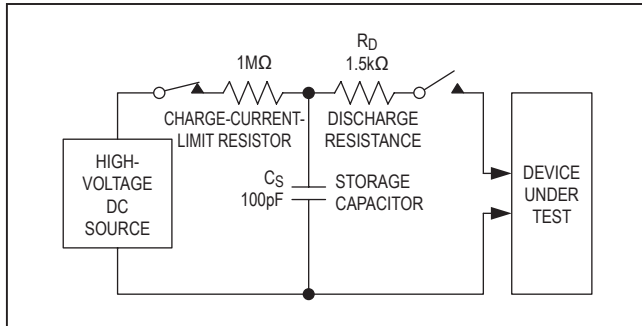 R_D
1MΩ
1.5kΩ
CHARGE-CURRENT-
LIMIT RESISTOR
DISCHARGE
RESISTANCE
HIGH-
VOLTAGE
DC
SOURCE
C_S
100pF
STORAGE
CAPACITOR
DEVICE
UNDER
TEST